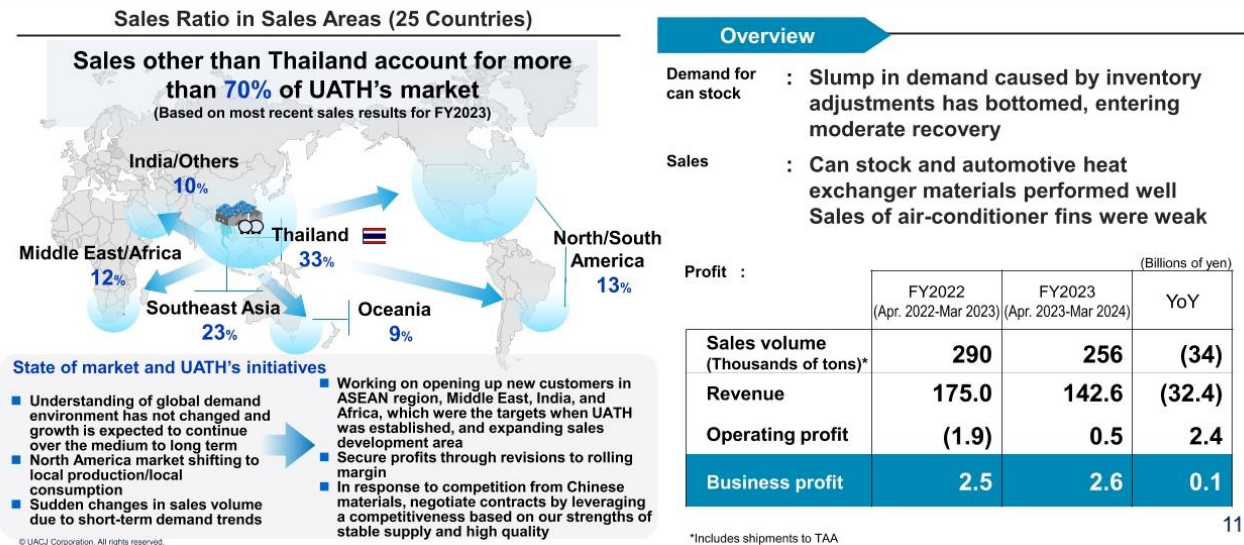 Sales Ratio in Sales Areas (25 Countries)
Sales other than Thailand account for more
than 70% of UATH's market
(Based on most recent sales results for FY2023)
India/Others
10%
Thailand
33%
North/South
America
13%
Middle East/Africa
12%
Southeast Asia
23%
Oceania
9%
State of market and UATH's initiatives
■ Understanding of global demand
environment has not changed and
growth is expected to continue
over the medium to long term
■ North America market shifting to
local production/local
consumption
■ Sudden changes in sales volume
due to short-term demand trends
■ Working on opening up new customers in
ASEAN region, Middle East, India, and
Africa, which were the targets when UATH
was established, and expanding sales
development area
■ Secure profits through revisions to rolling
margin
■ In response to competition from Chinese
materials, negotiate contracts by leveraging
a competitiveness based on our strengths of
stable supply and high quality
© UACJ Corporation. All rights reserved.
Overview
Demand for
can stock
: Slump in demand caused by inventory
adjustments has bottomed, entering
moderate recovery
Sales
: Can stock and automotive heat
exchanger materials performed well
Sales of air-conditioner fins were weak
Profit :
(Billions of yen)
FY2022
(Apr. 2022-Mar 2023)
FY2023
(Apr. 2023-Mar 2024)
YoY
Sales volume
(Thousands of tons)*
290 256 (34)
Revenue 175.0 142.6 (32.4)
Operating profit (1.9) 0.5 2.4
Business profit 2.5 2.6 0.1
*Includes shipments to TAA
11